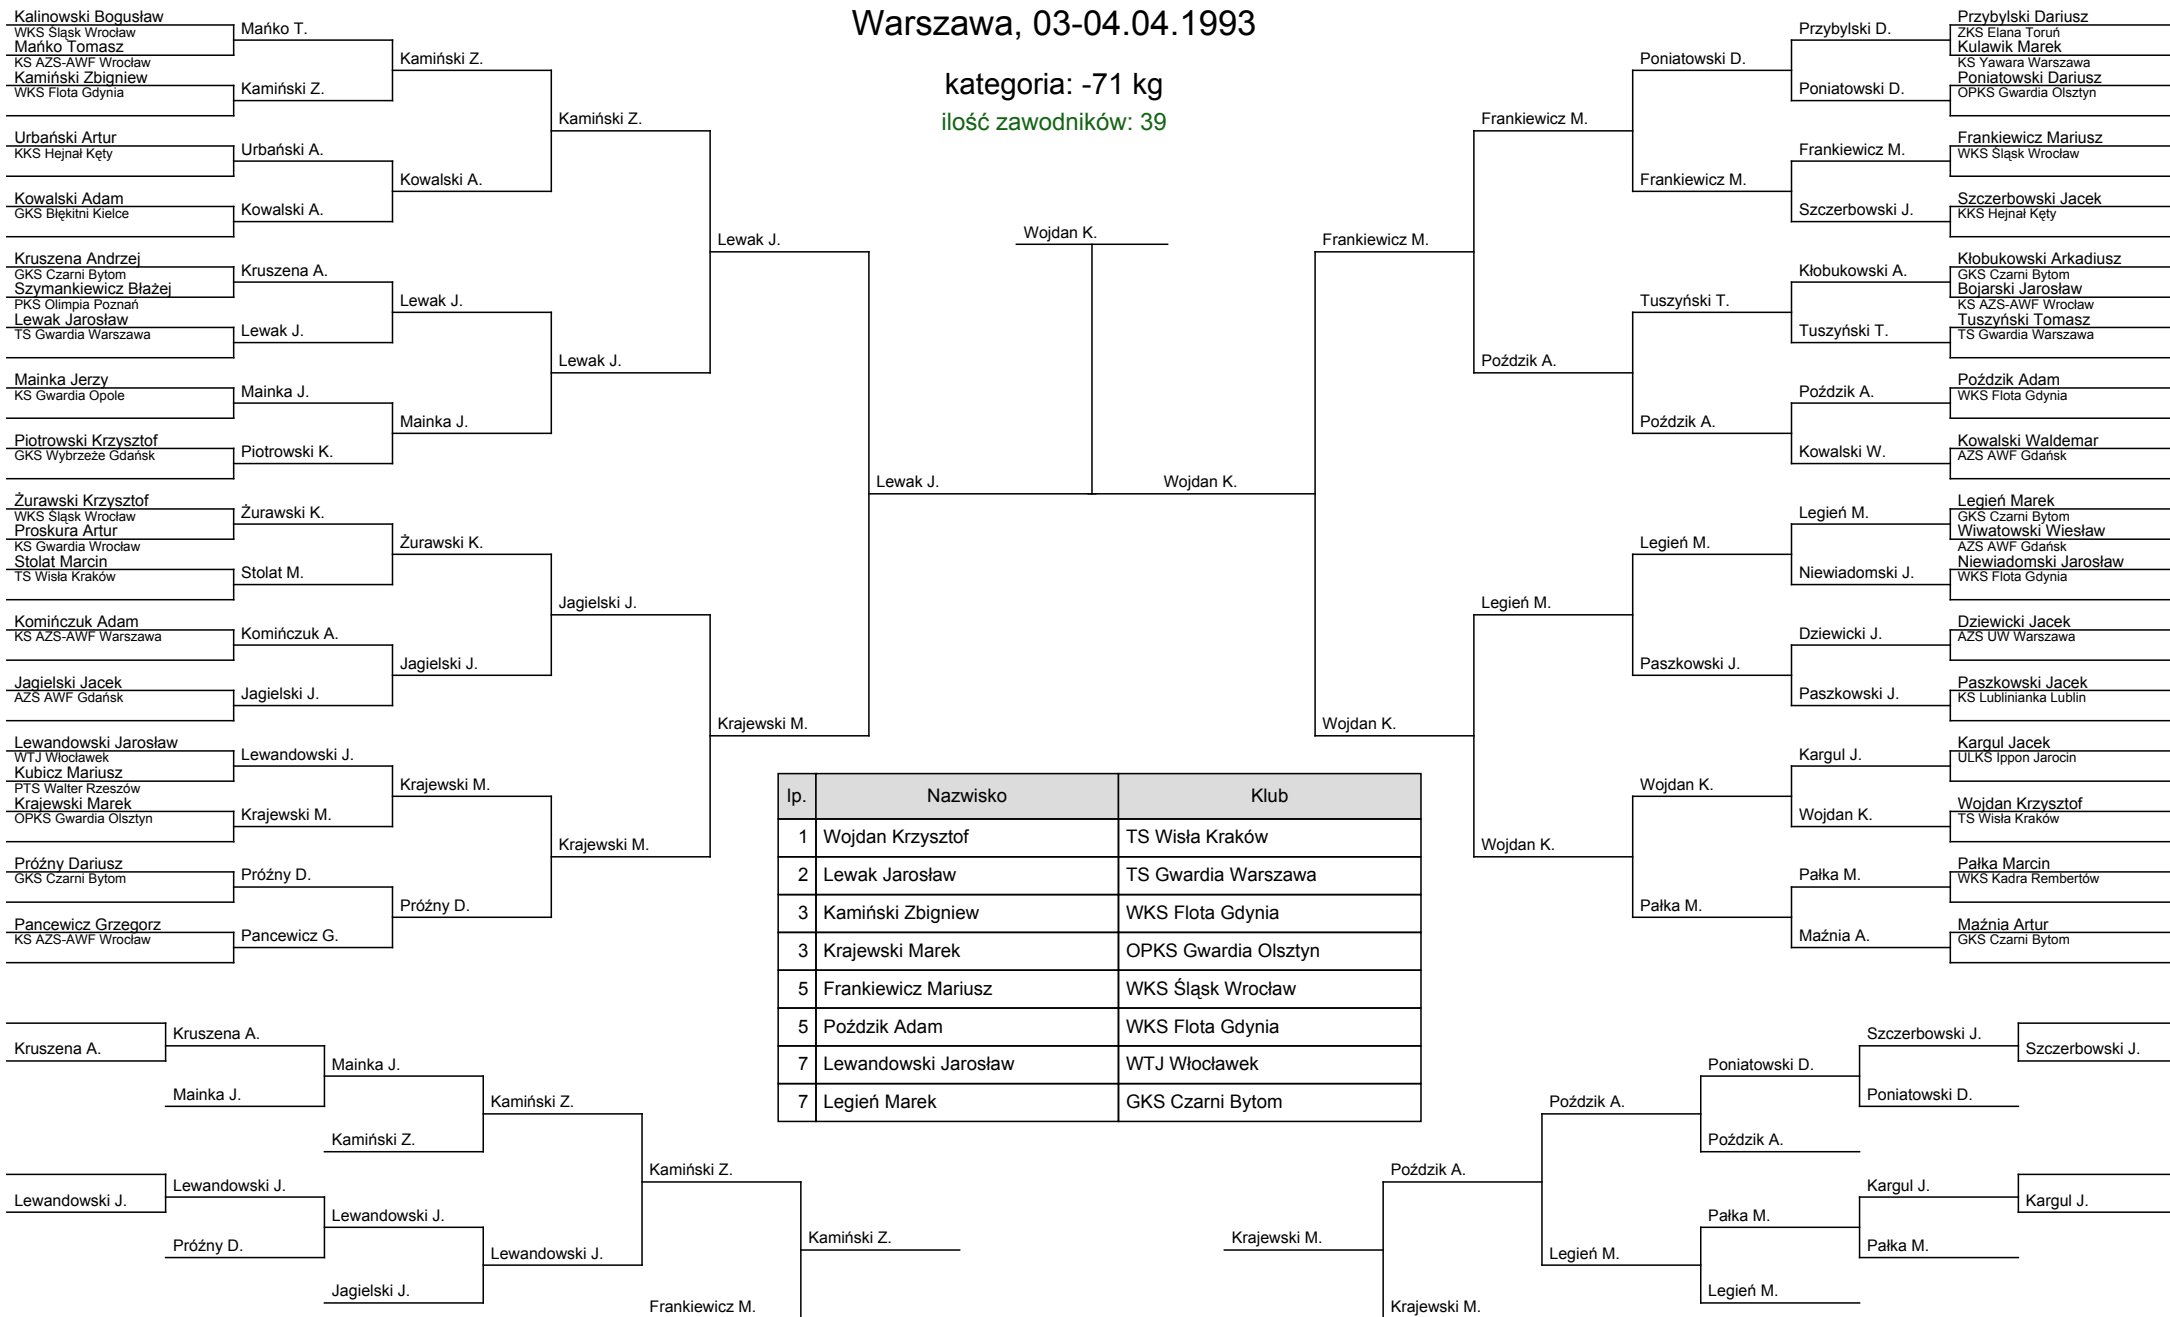 Warszawa, 03-04.04.1993
kategoria: -71 kg
ilość zawodników: 39
Kalinowski Bogusław
WKS Śląsk Wrocław
Mańko Tomasz
KS AZS-AWF Wrocław
Kamiński Zbigniew
WKS Flota Gdynia
Urbański Artur
KKS Hejnał Kęty
Kowalski Adam
GKS Błękitni Kielce
Kruszena Andrzej
GKS Czarni Bytom
Szymankiewicz Błażej
PKS Olimpia Poznań
Lewak Jarosław
TS Gwardia Warszawa
Mainka Jerzy
KS Gwardia Opole
Piotrowski Krzysztof
GKS Wybrzeże Gdańsk
Żurawski Krzysztof
WKS Śląsk Wrocław
Proskura Artur
KS Gwardia Wrocław
Stolat Marcin
TS Wisła Kraków
Komińczuk Adam
KS AZS-AWF Warszawa
Jagielski Jacek
AZS AWF Gdańsk
Lewandowski Jarosław
WTJ Włocławek
Kubicz Mariusz
PTS Walter Rzeszów
Krajewski Marek
OPKS Gwardia Olsztyn
Próźny Dariusz
GKS Czarni Bytom
Pancewicz Grzegorz
KS AZS-AWF Wrocław
Mańko T.
Kamiński Z.
Urbański A.
Kowalski A.
Kruszena A.
Lewak J.
Mainka J.
Piotrowski K.
Żurawski K.
Stolat M.
Komińczuk A.
Jagielski J.
Lewandowski J.
Krajewski M.
Próźny D.
Pancewicz G.
Kamiński Z.
Kowalski A.
Lewak J.
Mainka J.
Żurawski K.
Jagielski J.
Krajewski M.
Próźny D.
Kamiński Z.
Lewak J.
Jagielski J.
Krajewski M.
Lewak J.
Krajewski M.
Lewak J.
Wojdan K.
Wojdan K.
Frankiewicz M.
Wojdan K.
Frankiewicz M.
Poździk A.
Legień M.
Wojdan K.
Poniatowski D.
Frankiewicz M.
Tuszyński T.
Poździk A.
Legień M.
Paszkowski J.
Wojdan K.
Pałka M.
Przybylski D.
Poniatowski D.
Frankiewicz M.
Szczerbowski J.
Kłobukowski A.
Tuszyński T.
Poździk A.
Kowalski W.
Legień M.
Niewiadomski J.
Dziewicki J.
Paszkowski J.
Kargul J.
Wojdan K.
Pałka M.
Maźnia A.
Przybylski Dariusz
ZKS Elana Toruń
Kulawik Marek
KS Yawara Warszawa
Poniatowski Dariusz
OPKS Gwardia Olsztyn
Frankiewicz Mariusz
WKS Śląsk Wrocław
Szczerbowski Jacek
KKS Hejnał Kęty
Kłobukowski Arkadiusz
GKS Czarni Bytom
Bojarski Jarosław
KS AZS-AWF Wrocław
Tuszyński Tomasz
TS Gwardia Warszawa
Poździk Adam
WKS Flota Gdynia
Kowalski Waldemar
AZS AWF Gdańsk
Legień Marek
GKS Czarni Bytom
Wiwatowski Wiesław
AZS AWF Gdańsk
Niewiadomski Jarosław
WKS Flota Gdynia
Dziewicki Jacek
AZS UW Warszawa
Paszkowski Jacek
KS Lublinianka Lublin
Kargul Jacek
ULKS Ippon Jarocin
Wojdan Krzysztof
TS Wisła Kraków
Pałka Marcin
WKS Kadra Rembertów
Maźnia Artur
GKS Czarni Bytom
lp. Nazwisko Klub
1 Wojdan Krzysztof TS Wisła Kraków
2 Lewak Jarosław TS Gwardia Warszawa
3 Kamiński Zbigniew WKS Flota Gdynia
3 Krajewski Marek OPKS Gwardia Olsztyn
5 Frankiewicz Mariusz WKS Śląsk Wrocław
5 Poździk Adam WKS Flota Gdynia
7 Lewandowski Jarosław WTJ Włocławek
7 Legień Marek GKS Czarni Bytom
Kruszena A.
Lewandowski J.
Kruszena A.
Mainka J.
Lewandowski J.
Próźny D.
Mainka J.
Kamiński Z.
Lewandowski J.
Jagielski J.
Kamiński Z.
Lewandowski J.
Kamiński Z.
Frankiewicz M.
Kamiński Z.
Krajewski M.
Poździk A.
Krajewski M.
Poździk A.
Legień M.
Poniatowski D.
Poździk A.
Pałka M.
Legień M.
Szczerbowski J.
Poniatowski D.
Kargul J.
Pałka M.
Szczerbowski J.
Kargul J.